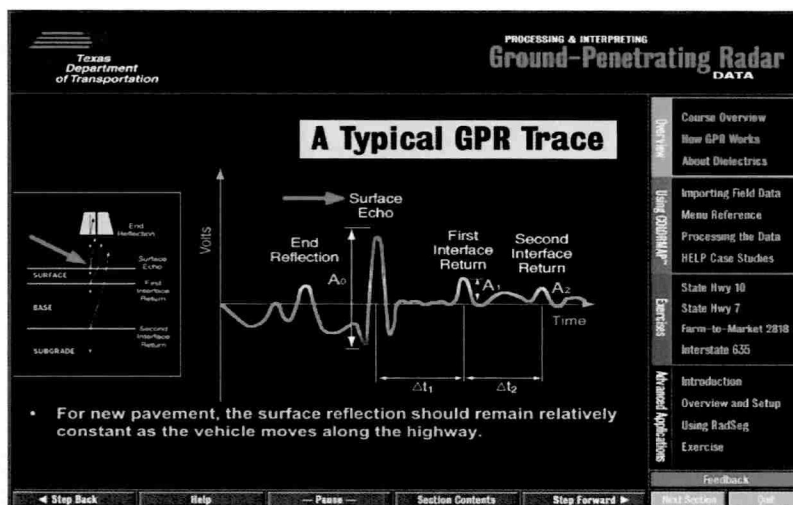 Texas
Department
of Transportation
PROCESSING & INTERPRETING
Ground-Penetrating Radar
DATA
A Typical GPR Trace
End
Reflection
Surface
Echo
First
Interface
Return
Second
Interface
Return
SURFACE
BASE
SUBGRADE
Volts
End
Reflection
Surface
Echo
First
Interface
Return
Second
Interface
Return
A₀
A₁
A₂
Time
Δt₁
Δt₂
• For new pavement, the surface reflection should remain relatively
constant as the vehicle moves along the highway.
Overview
Course Overview
How GPR Works
About Dielectrics
Using COLORMAP™
Importing Field Data
Menu Reference
Processing the Data
HELP Case Studies
Exercises
State Hwy 10
State Hwy 7
Farm-to-Market 2818
Interstate 635
Advanced Applications
Introduction
Overview and Setup
Using RadSeg
Exercise
Feedback
◄ Step Back
Help
— Pause —
Section Contents
Step Forward ►
Next Section
Quit